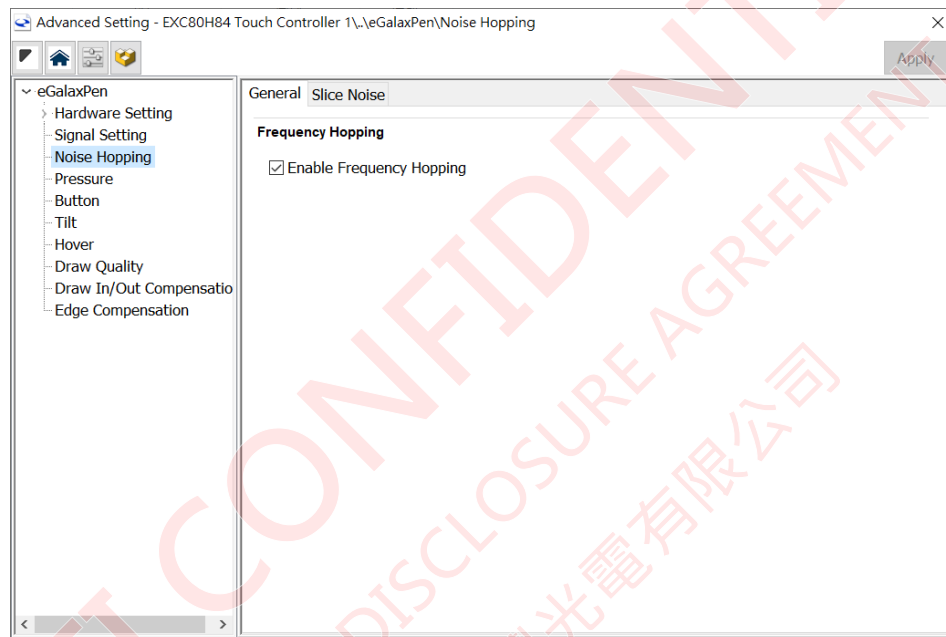 Advanced Setting - EXC80H84 Touch Controller 1\..\eGalaxPen\Noise Hopping
Apply
eGalaxPen
Hardware Setting
Signal Setting
Noise Hopping
Pressure
Button
Tilt
Hover
Draw Quality
Draw In/Out Compensatio
Edge Compensation
General
Slice Noise
Frequency Hopping
Enable Frequency Hopping
CONFIDENTI
DISCLOSURE AGREEMENT
光電有限公司